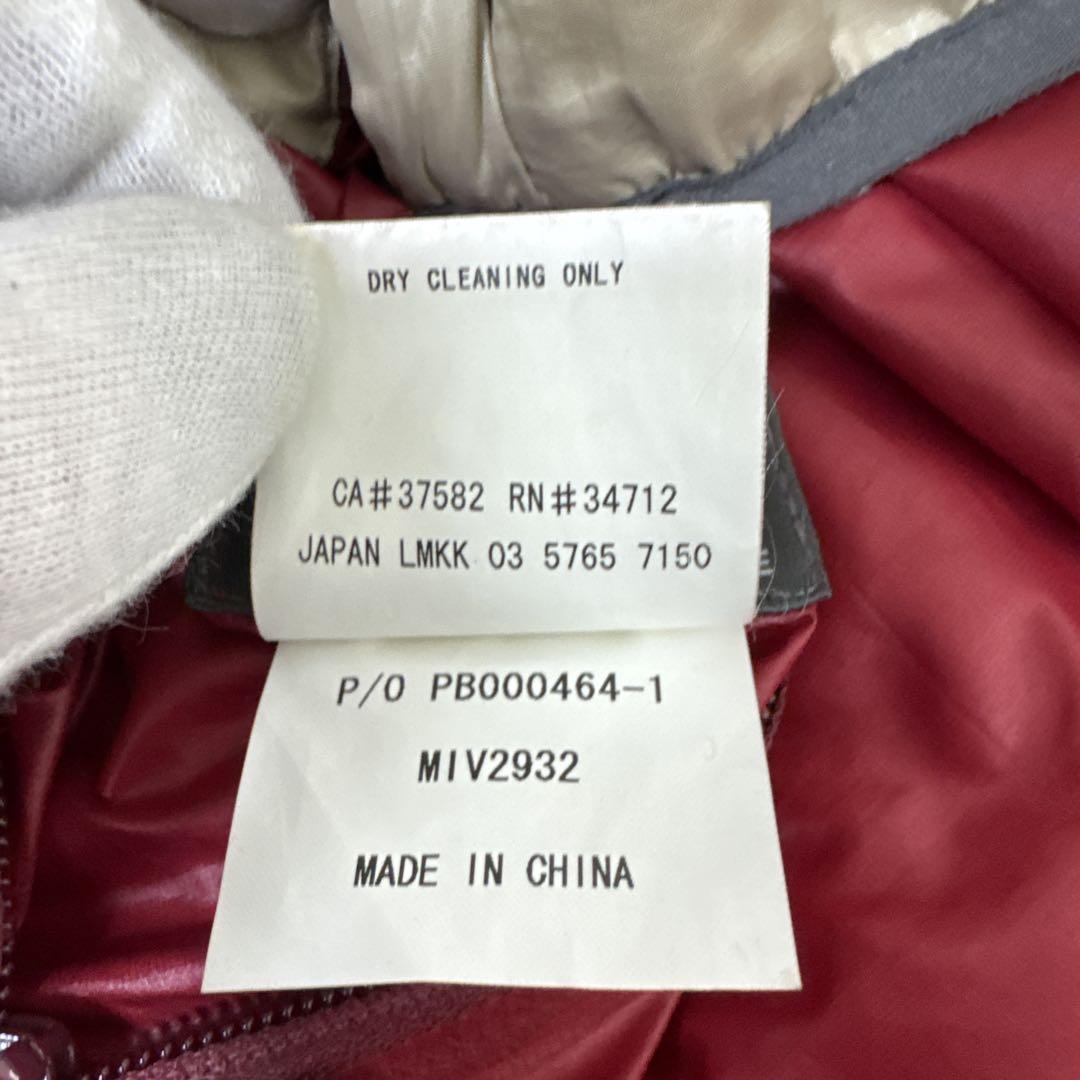 DRY CLEANING ONLY
CA#37582 RN#34712
JAPAN LMKK 03 5765 7150
P/O PB000464-1
MIV2932
MADE IN CHINA